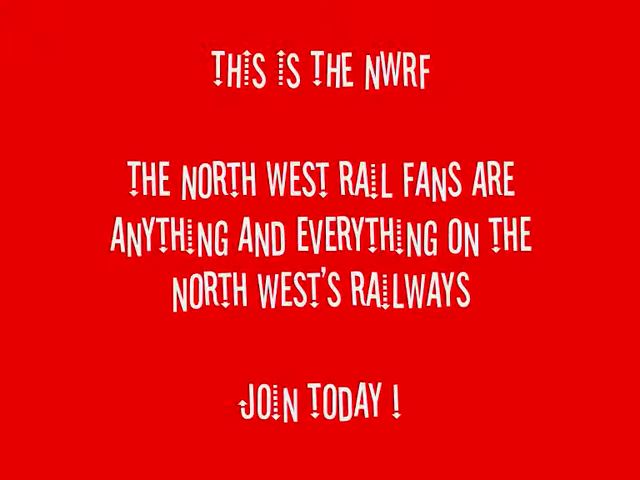 THIS IS THE NWRF
THE NORTH WEST RAIL FANS ARE
ANYTHING AND EVERYTHING ON THE
NORTH WEST'S RAILWAYS
JOIN TODAY !